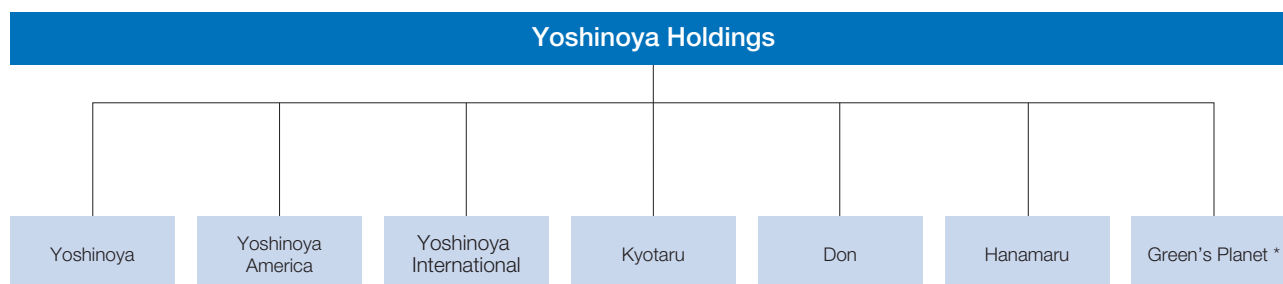 Yoshinoya Holdings
Yoshinoya
Yoshinoya
America
Yoshinoya
International
Kyotaru
Don
Hanamaru
Green's Planet *